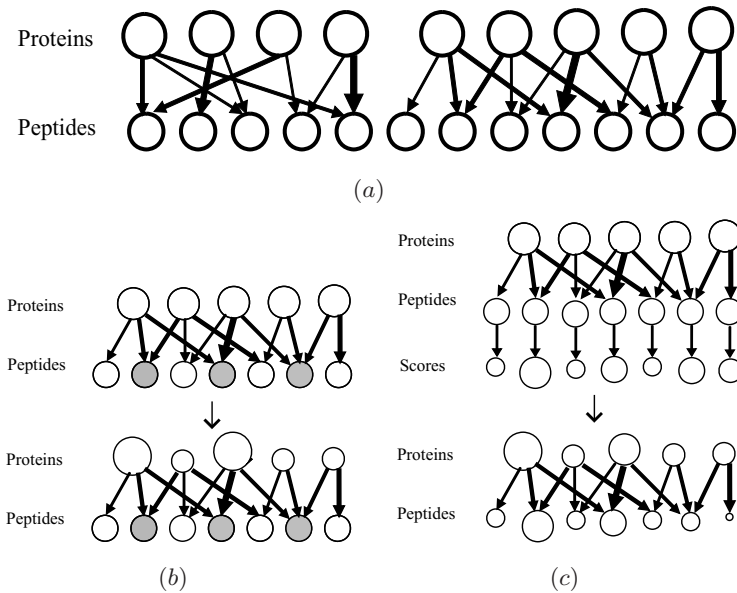 Proteins
Peptides
(a)
Proteins
Peptides
Proteins
Peptides
(b)
Proteins
Peptides
Scores
Proteins
Peptides
(c)